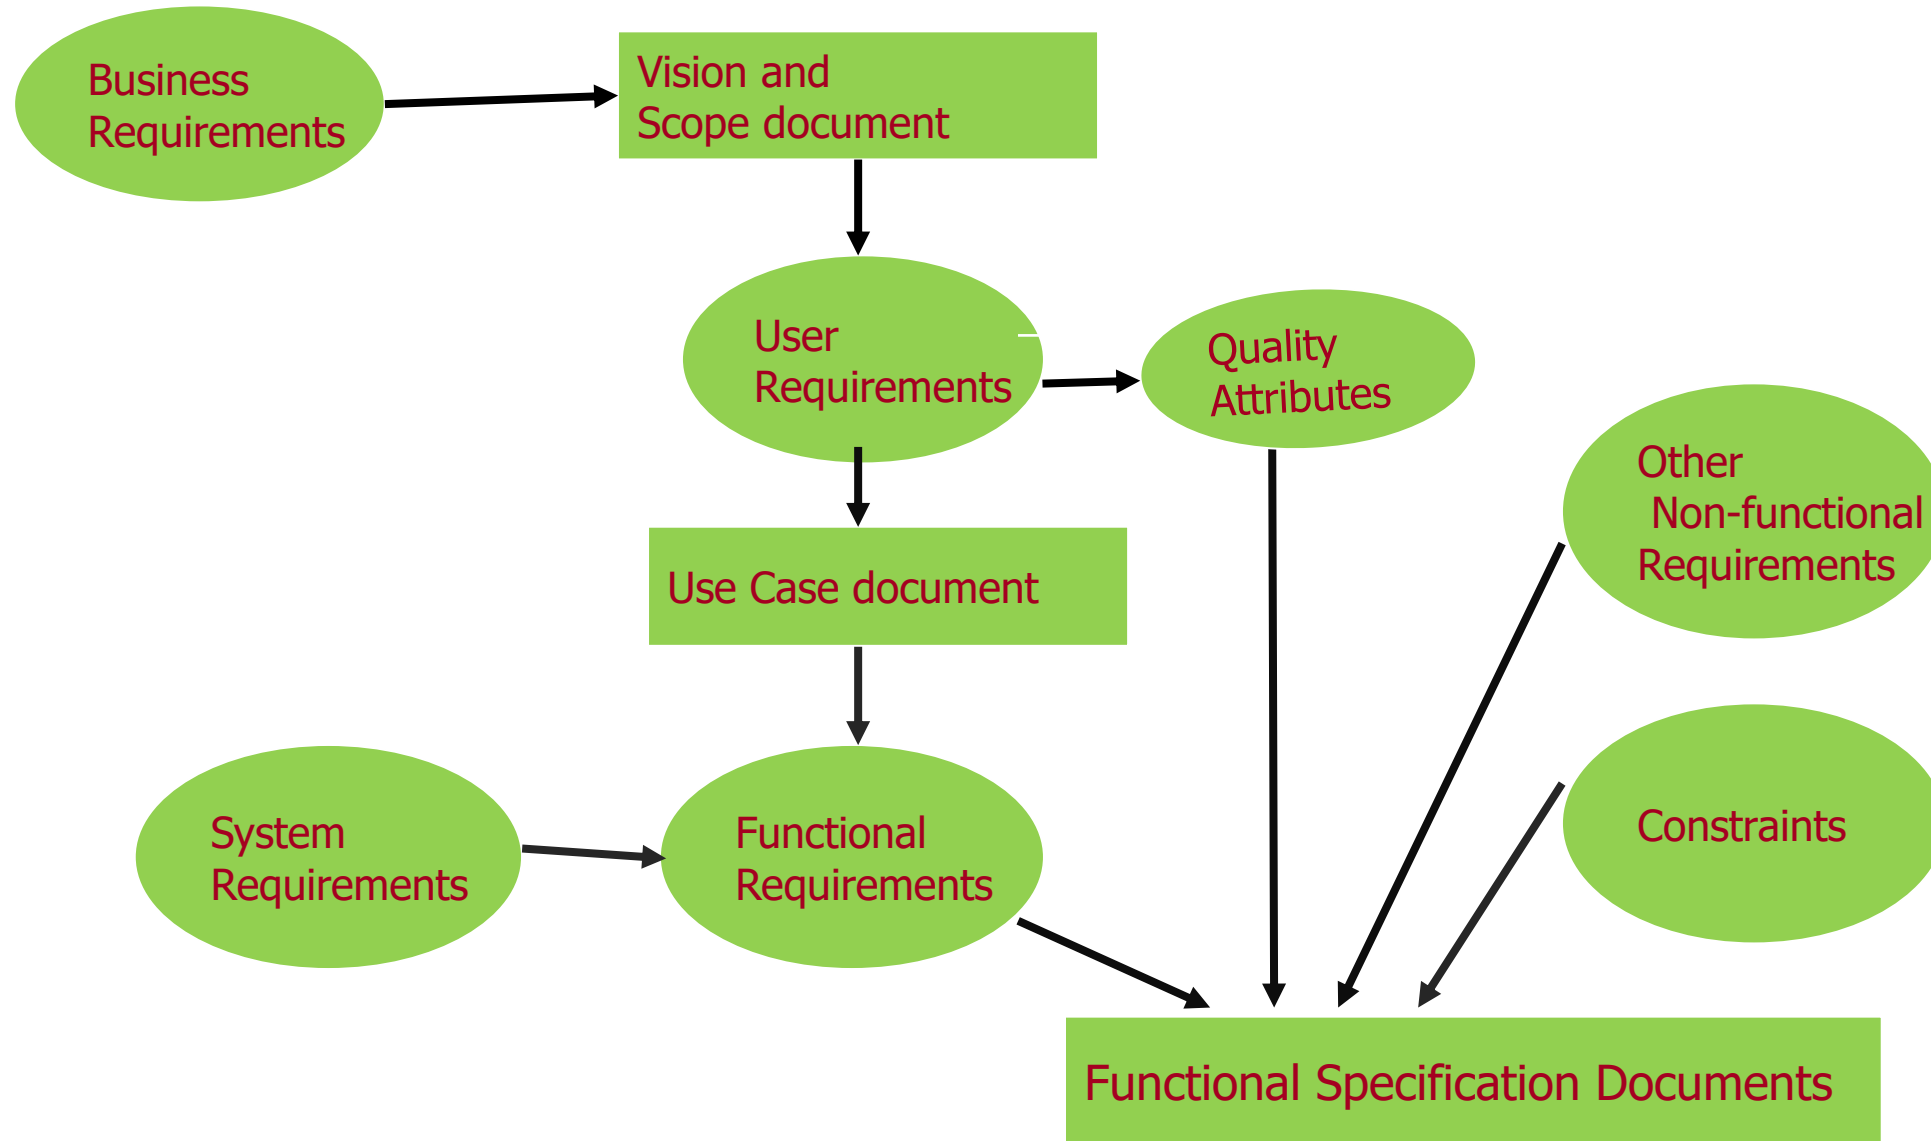 Business
Requirements
Vision and
Scope document
User
Requirements
Quality
Attributes
Other
Non-functional
Requirements
Use Case document
Constraints
System
Requirements
Functional
Requirements
Functional Specification Documents